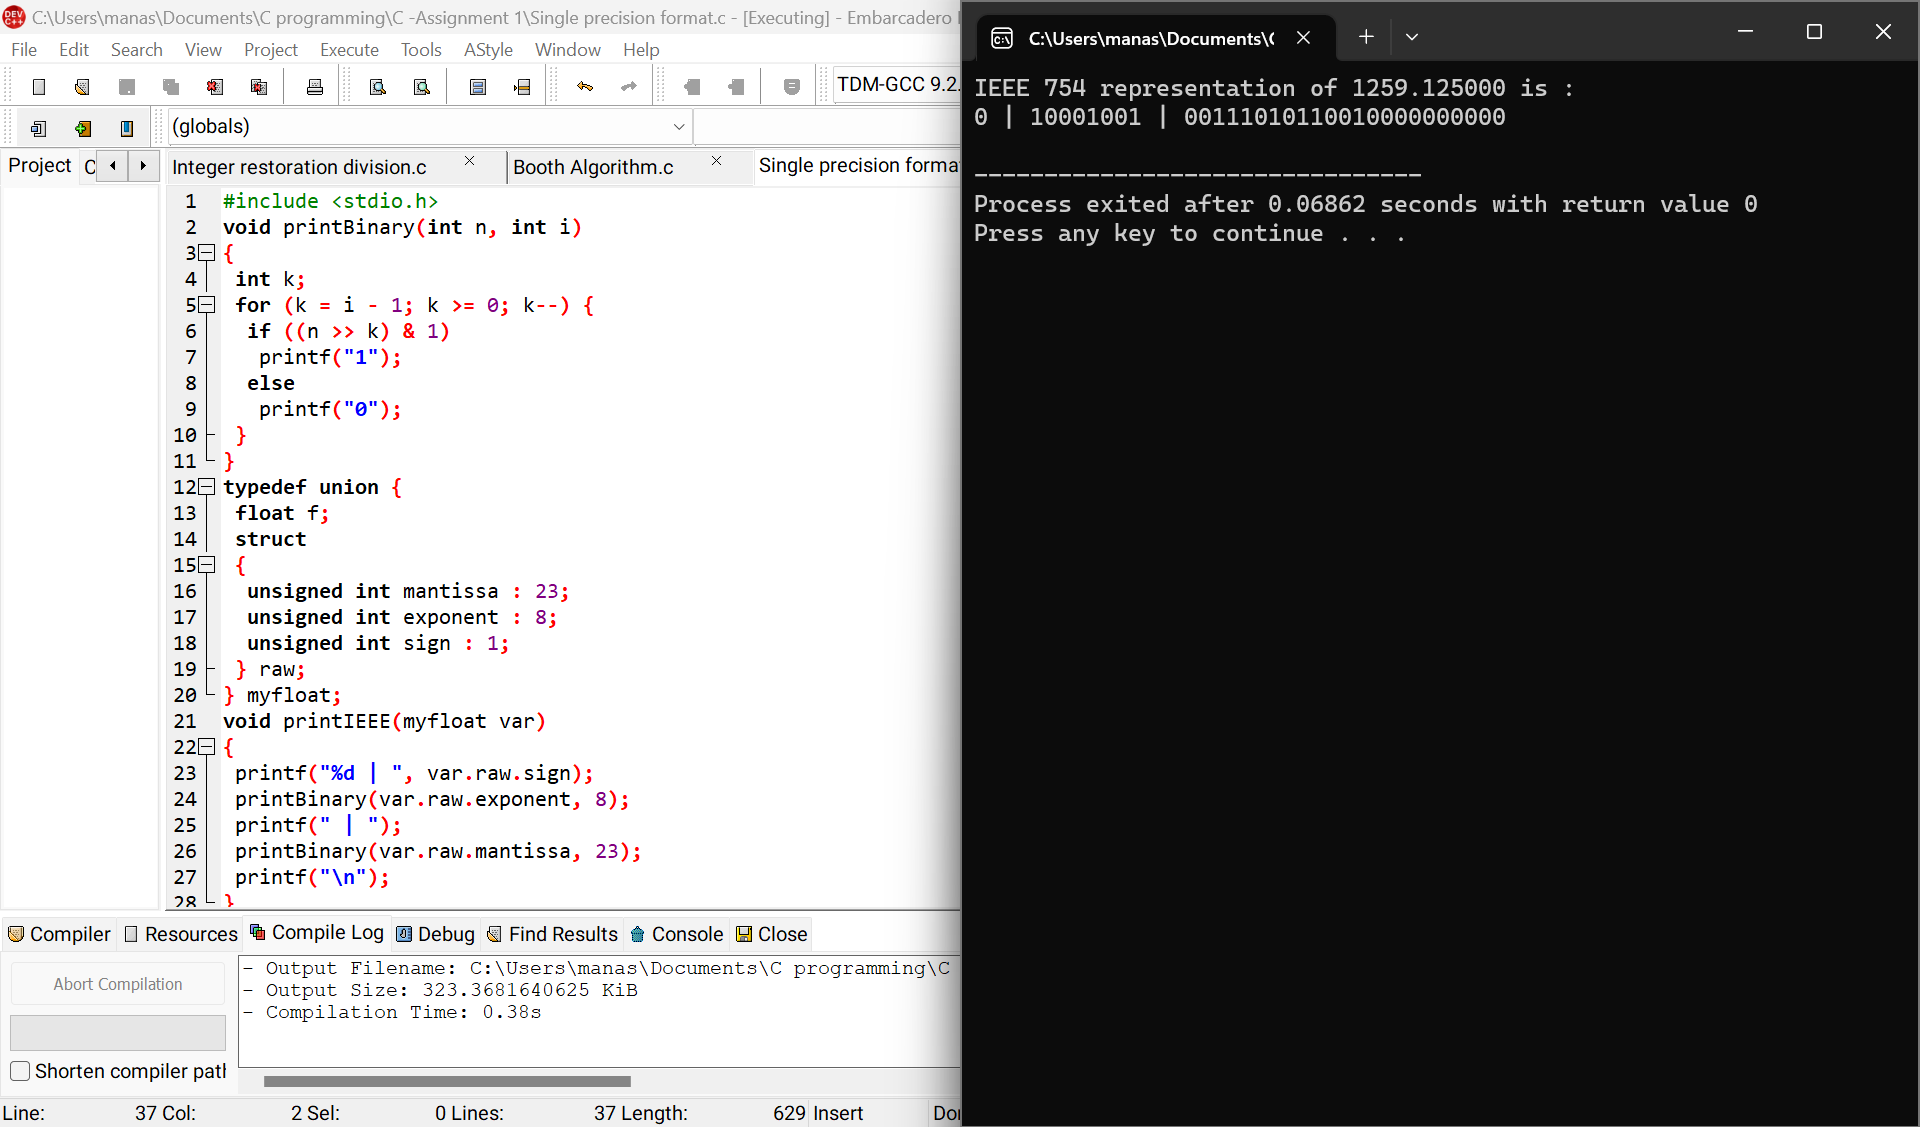 C:\Users\manas\Documents\C programming\C -Assignment 1\Single precision format.c - [Executing] - Embarcadero
File Edit Search View Project Execute Tools AStyle Window Help
TDM-GCC 9.2.
(globals)
Project C
Integer restoration division.c
Booth Algorithm.c
Single precision forma
1 #include <stdio.h>
2 void printBinary(int n, int i)
3 {
4 int k;
5 for (k = i - 1; k >= 0; k--) {
6 if ((n >> k) & 1)
7 printf("1");
8 else
9 printf("0");
10 }
11 }
12 typedef union {
13 float f;
14 struct
15 {
16 unsigned int mantissa : 23;
17 unsigned int exponent : 8;
18 unsigned int sign : 1;
19 } raw;
20 } myfloat;
21 void printIEEE(myfloat var)
22 {
23 printf("%d | ", var.raw.sign);
24 printBinary(var.raw.exponent, 8);
25 printf(" | ");
26 printBinary(var.raw.mantissa, 23);
27 printf("\n");
28 }
Compiler Resources Compile Log Debug Find Results Console Close
Abort Compilation
Shorten compiler path
- Output Filename: C:\Users\manas\Documents\C programming\C
- Output Size: 323.3681640625 KiB
- Compilation Time: 0.38s
Line: 37 Col: 2 Sel: 0 Lines: 37 Length: 629 Insert Don
C:\Users\manas\Documents\(
IEEE 754 representation of 1259.125000 is :
0 | 10001001 | 00111010110010000000000
--------------------------------
Process exited after 0.06862 seconds with return value 0
Press any key to continue . . .